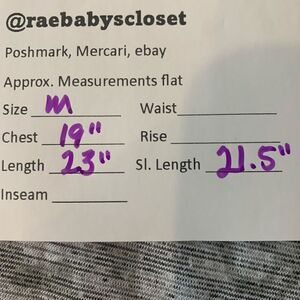 @raebabyscloset
Poshmark, Mercari, ebay
Approx. Measurements flat
Size M Waist
Chest 19" Rise
Length 23" Sl. Length 21.5"
Inseam